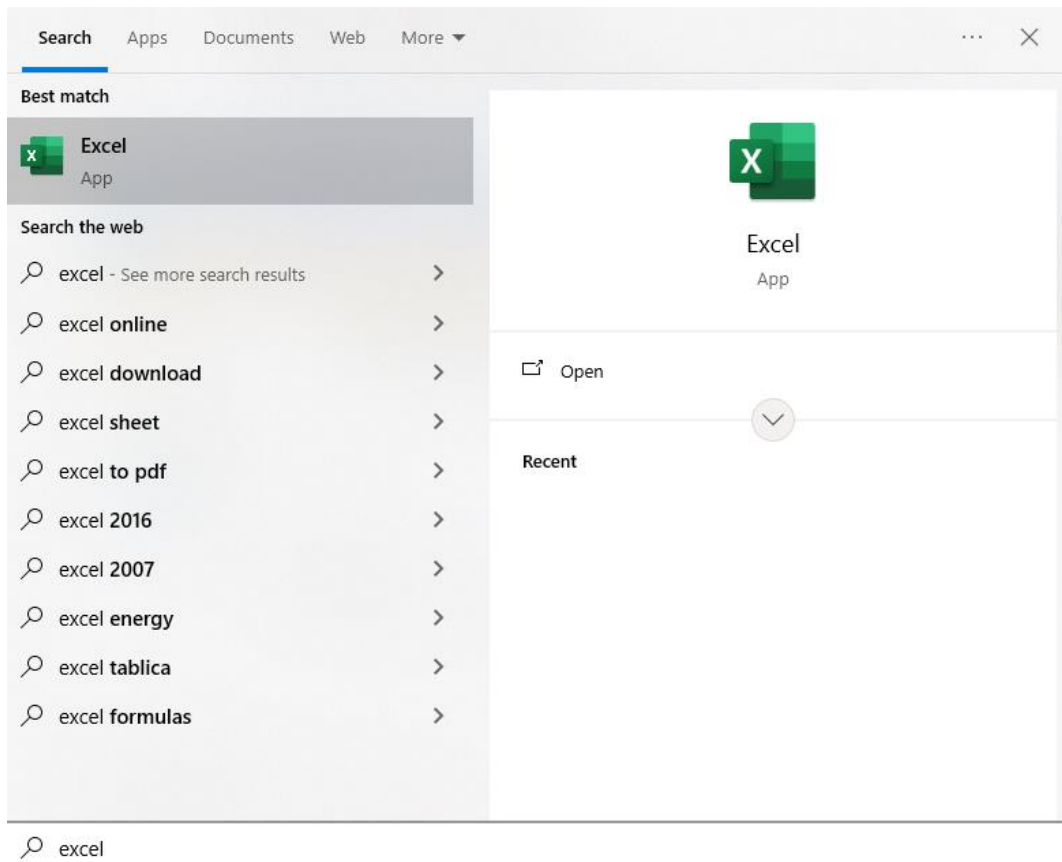 Search Apps Documents Web More
Best match
Excel
App
Search the web
excel - See more search results
excel online
excel download
excel sheet
excel to pdf
excel 2016
excel 2007
excel energy
excel tablica
excel formulas
X
X
Excel
App
Open
Recent
excel